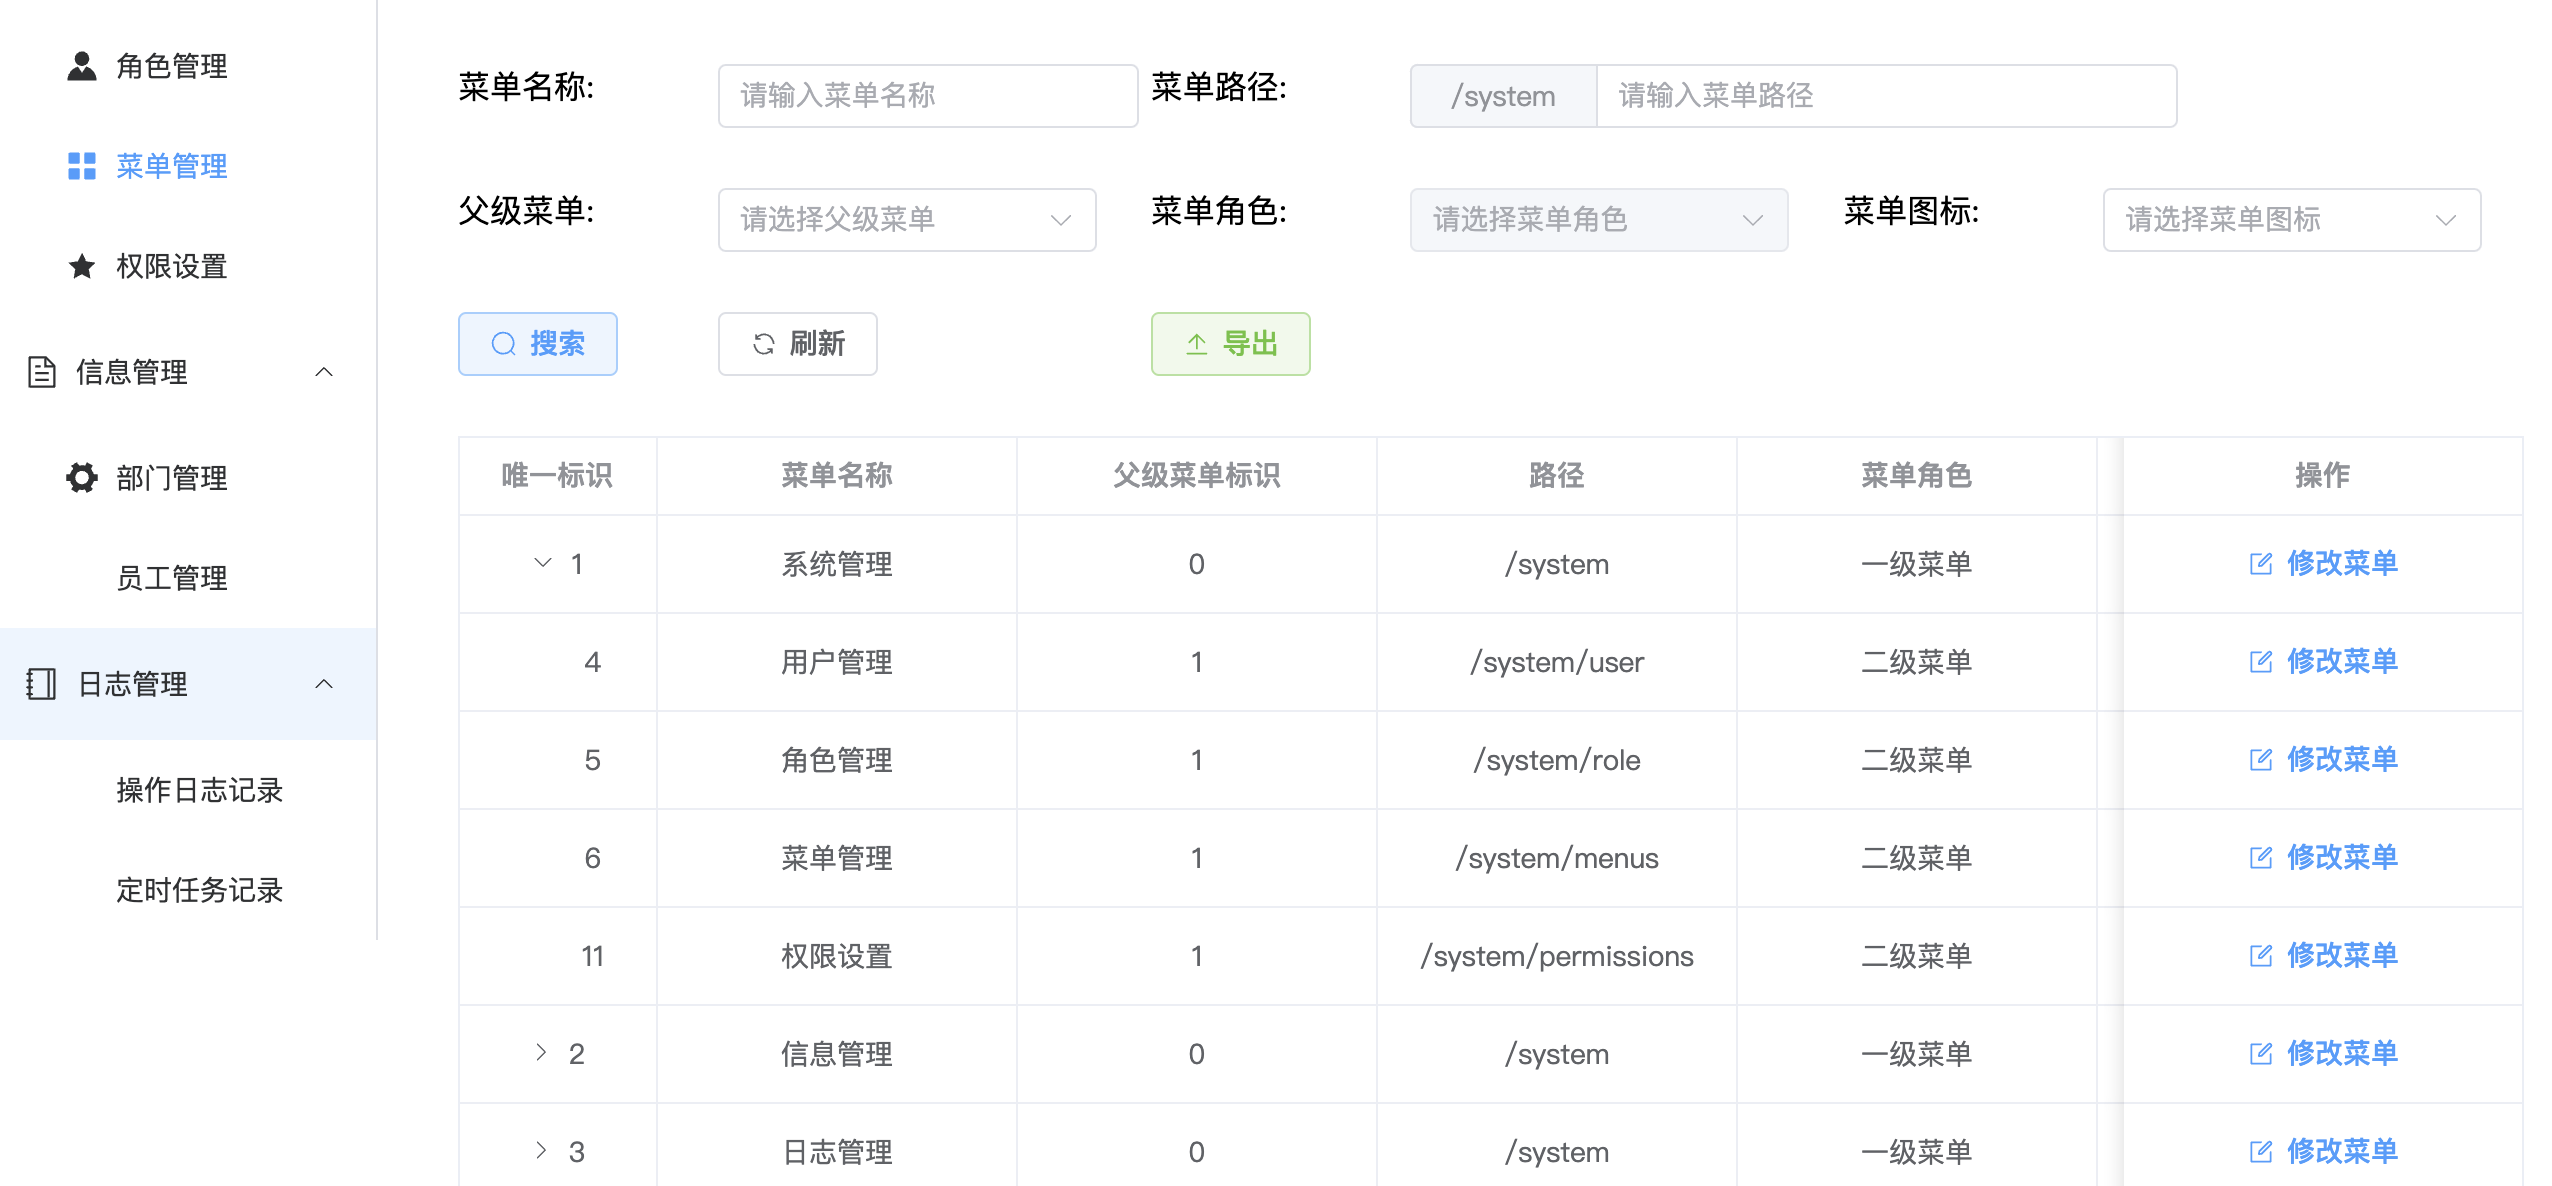 角色管理
菜单管理
权限设置
信息管理
部门管理
员工管理
日志管理
操作日志记录
定时任务记录
菜单名称: 请输入菜单名称 菜单路径: /system 请输入菜单路径
父级菜单: 请选择父级菜单 菜单角色: 请选择菜单角色 菜单图标: 请选择菜单图标
搜索 刷新 导出
唯一标识 菜单名称 父级菜单标识 路径 菜单角色 操作
1 系统管理 0 /system 一级菜单 修改菜单
4 用户管理 1 /system/user 二级菜单 修改菜单
5 角色管理 1 /system/role 二级菜单 修改菜单
6 菜单管理 1 /system/menus 二级菜单 修改菜单
11 权限设置 1 /system/permissions 二级菜单 修改菜单
2 信息管理 0 /system 一级菜单 修改菜单
3 日志管理 0 /system 一级菜单 修改菜单